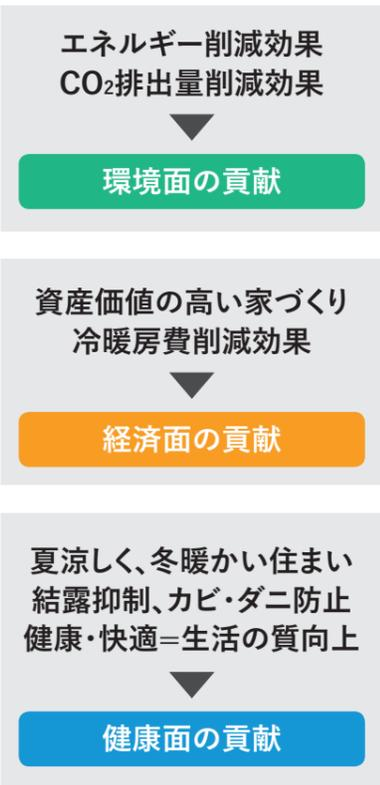 エネルギー削減効果
CO₂排出量削減効果
環境面の貢献
資産価値の高い家づくり
冷暖房費削減効果
経済面の貢献
夏涼しく、冬暖かい住まい
結露抑制、カビ・ダニ防止
健康・快適=生活の質向上
健康面の貢献